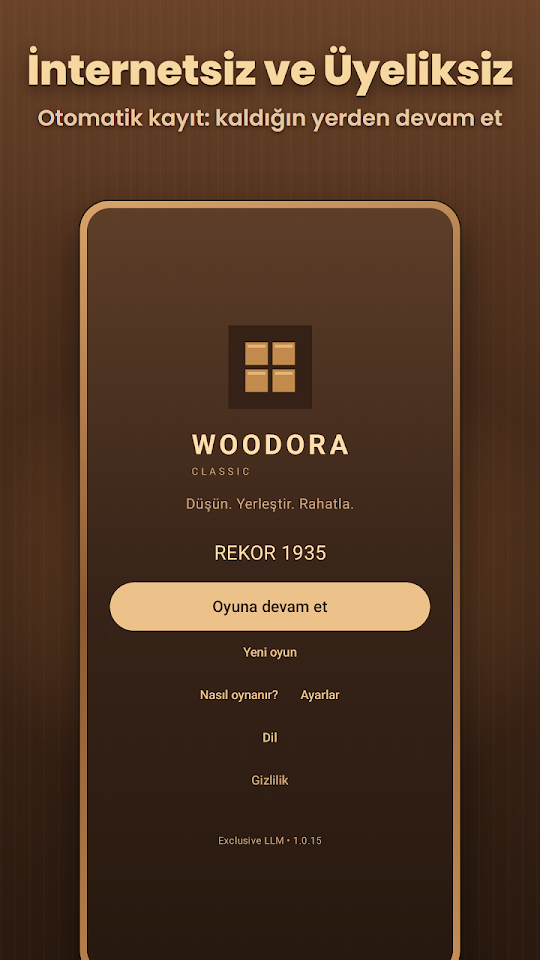 İnternetsiz ve Üyeliksiz
Otomatik kayıt: kaldığın yerden devam et
WOODORA
CLASSIC
Düşün. Yerleştir. Rahatla.
REKOR 1935
Oyuna devam et
Yeni oyun
Nasıl oynanır? Ayarlar
Dil
Gizlilik
Exclusive LLM • 1.0.15